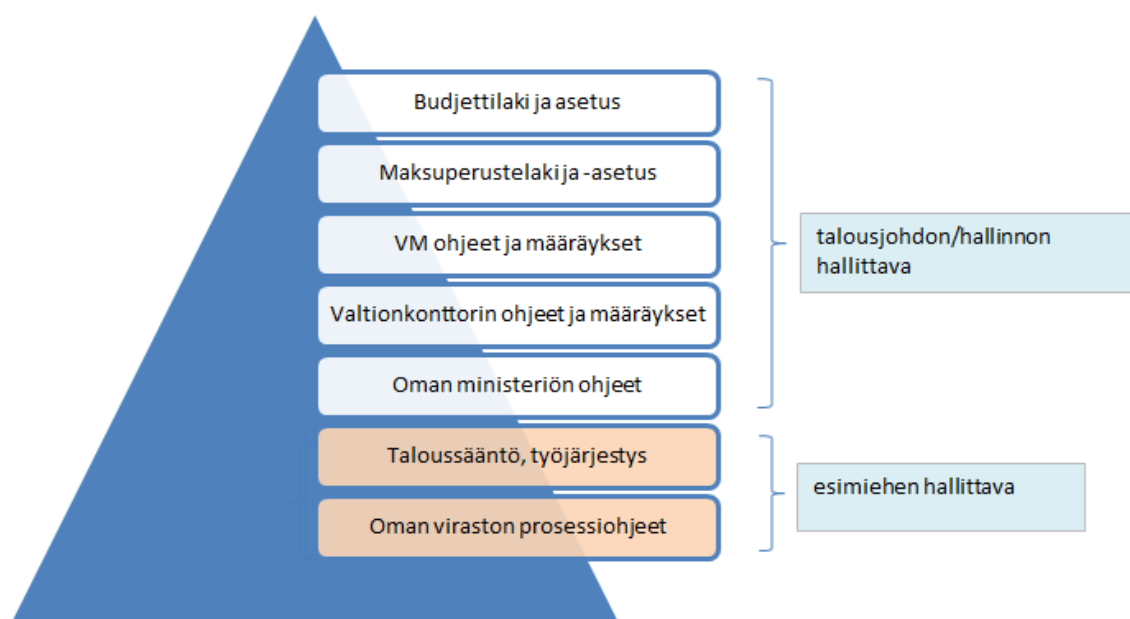 Budjettilaki ja asetus
Maksuperustelaki ja -asetus
VM ohjeet ja määräykset
Valtionkonttorin ohjeet ja määräykset
Oman ministeriön ohjeet
talousjohdon/hallinnon
hallittava
Taloussääntö, työjärjestys
Oman viraston prosessiohjeet
esimiehen hallittava